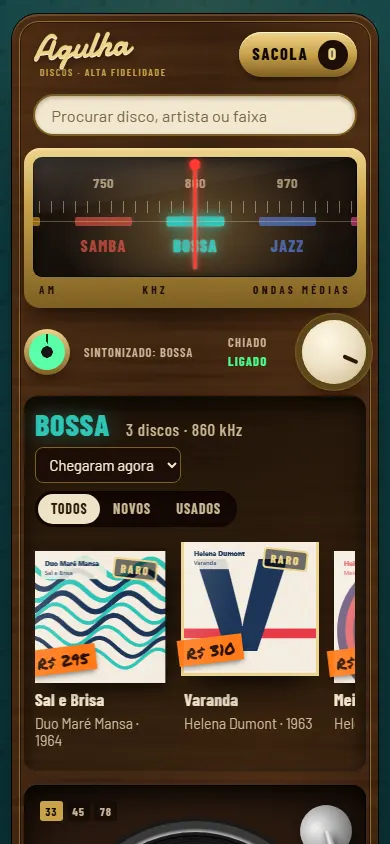 Agulha
DISCOS · ALTA FIDELIDADE
SACOLA 0
Procurar disco, artista ou faixa
750 860 970
SAMBA BOSSA JAZZ
AM KHZ ONDAS MÉDIAS
SINTONIZADO: BOSSA
CHIADO
LIGADO
BOSSA 3 discos · 860 kHz
Chegaram agora
TODOS NOVOS USADOS
Duo Maré Mansa
Sal e Brisa
RARO
R$ 295
Helena Dumont
Varanda
RARO
R$ 310
R$
Sal e Brisa
Duo Maré Mansa ·
1964
Varanda
Helena Dumont · 1963
Mei
Hel
33 45 78